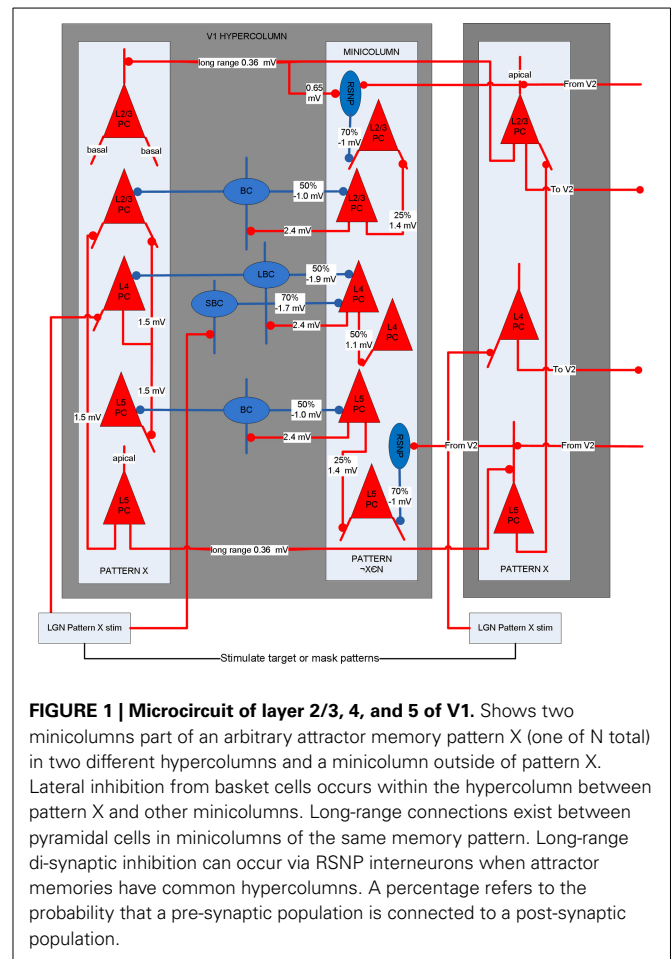 V1 HYPERCOLUMN
MINICOLUMN
long range 0.36 mV
0.65
mV
RSNP
apical
From V2
L2/3
PC
basal
basal
70%
-1 mV
L2/3
PC
L2/3
PC
To V2
L2/3
PC
BC
50%
-1.0 mV
L2/3
PC
2.4 mV
25%
1.4 mV
L4
PC
LBC
50%
-1.9 mV
L4
PC
SBC
70%
-1.7 mV
2.4 mV
L4
PC
L4
PC
1.5 mV
50%
1.1 mV
To V2
L5
PC
BC
50%
-1.0 mV
L5
PC
1.5 mV
1.5 mV
2.4 mV
RSNP
From V2
From V2
apical
25%
1.4 mV
L5
PC
L5
PC
70%
-1 mV
L5
PC
long range 0.36 mV
PATTERN X
PATTERN
¬XЄN
PATTERN X
LGN Pattern X stim
LGN Pattern X stim
Stimulate target or mask patterns
FIGURE 1 | Microcircuit of layer 2/3, 4, and 5 of V1. Shows two
minicolumns part of an arbitrary attractor memory pattern X (one of N total)
in two different hypercolumns and a minicolumn outside of pattern X.
Lateral inhibition from basket cells occurs within the hypercolumn between
pattern X and other minicolumns. Long-range connections exist between
pyramidal cells in minicolumns of the same memory pattern. Long-range
di-synaptic inhibition can occur via RSNP interneurons when attractor
memories have common hypercolumns. A percentage refers to the
probability that a pre-synaptic population is connected to a post-synaptic
population.